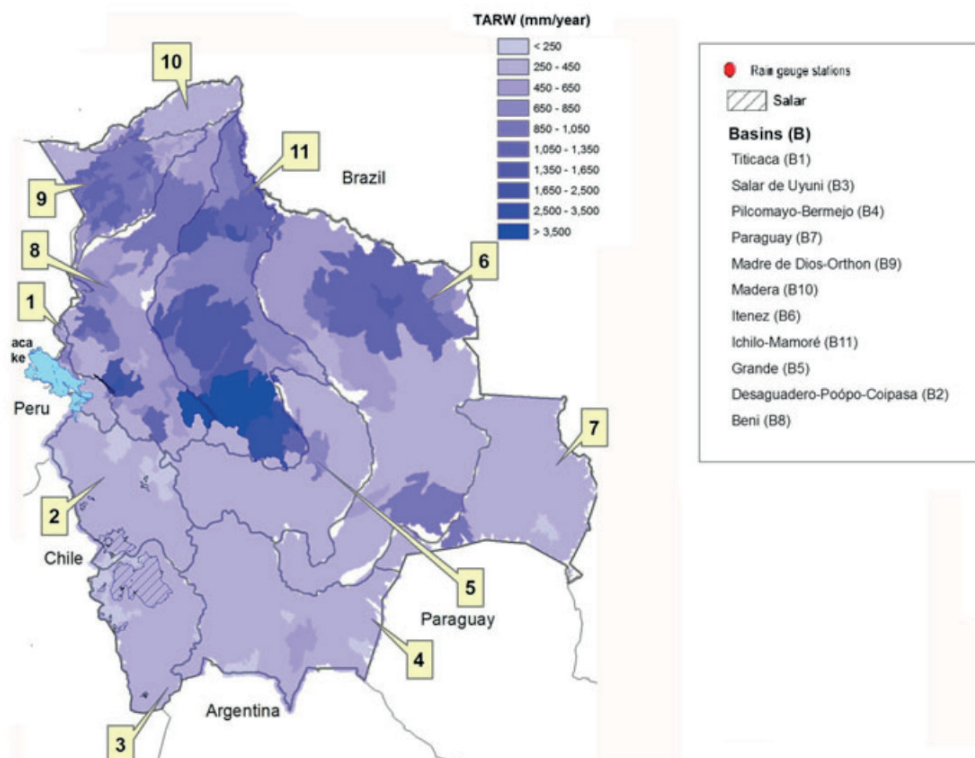 TARW (mm/year)
< 250
250 - 450
450 - 650
650 - 850
850 - 1,050
1,050 - 1,350
1,350 - 1,650
1,650 - 2,500
2,500 - 3,500
> 3,500
10
11
9
Brazil
8
6
1
aca
ke
Peru
7
2
Chile
5
Paraguay
4
Argentina
3
Rain gauge stations
Salar
Basins (B)
Titicaca (B1)
Salar de Uyuni (B3)
Pilcomayo-Bermejo (B4)
Paraguay (B7)
Madre de Dios-Orthon (B9)
Madera (B10)
Itenez (B6)
Ichilo-Mamoré (B11)
Grande (B5)
Desaguadero-Poópo-Coipasa (B2)
Beni (B8)